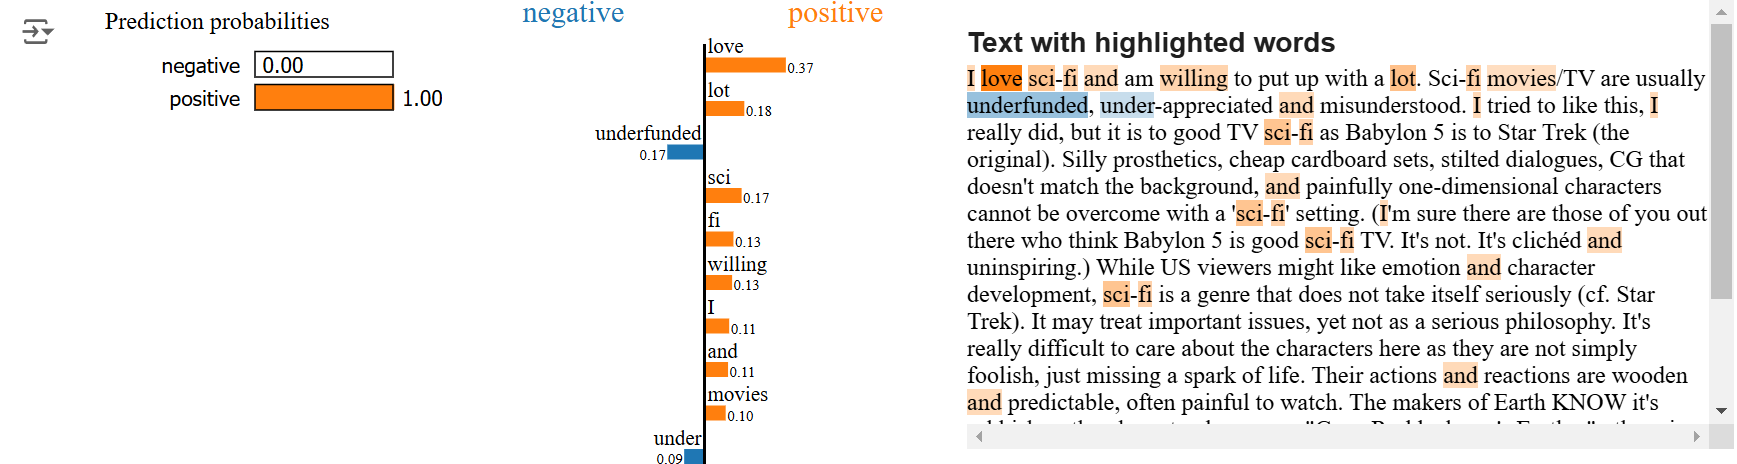 Prediction probabilities
negative 0.00
positive 1.00
negative positive
love
0.37
lot
0.18
underfunded
0.17
sci
0.17
fi
0.13
willing
0.13
I
0.11
and
0.11
movies
0.10
under
0.09
Text with highlighted words
I love sci-fi and am willing to put up with a lot. Sci-fi movies/TV are usually
underfunded, under-appreciated and misunderstood. I tried to like this, I
really did, but it is to good TV sci-fi as Babylon 5 is to Star Trek (the
original). Silly prosthetics, cheap cardboard sets, stilted dialogues, CG that
doesn't match the background, and painfully one-dimensional characters
cannot be overcome with a 'sci-fi' setting. (I'm sure there are those of you out
there who think Babylon 5 is good sci-fi TV. It's not. It's clichéd and
uninspiring.) While US viewers might like emotion and character
development, sci-fi is a genre that does not take itself seriously (cf. Star
Trek). It may treat important issues, yet not as a serious philosophy. It's
really difficult to care about the characters here as they are not simply
foolish, just missing a spark of life. Their actions and reactions are wooden
and predictable, often painful to watch. The makers of Earth KNOW it's